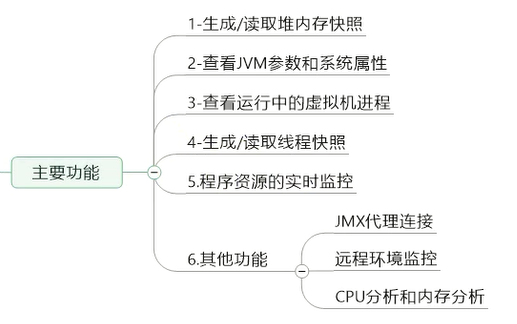 1-生成/读取堆内存快照
2-查看JVM参数和系统属性
3-查看运行中的虚拟机进程
4-生成/读取线程快照
主要功能
5.程序资源的实时监控
6.其他功能
JMX代理连接
远程环境监控
CPU分析和内存分析